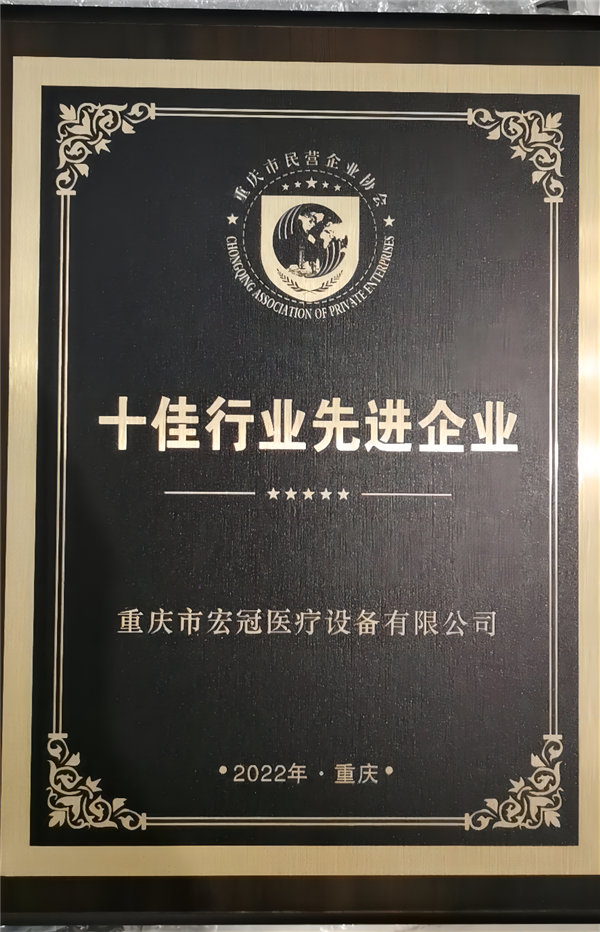 重庆市民营企业协会
CHONGQING ASSOCIATION OF PRIVATE ENTERPRISES
十佳行业先进企业
重庆市宏冠医疗设备有限公司
•2022年·重庆•